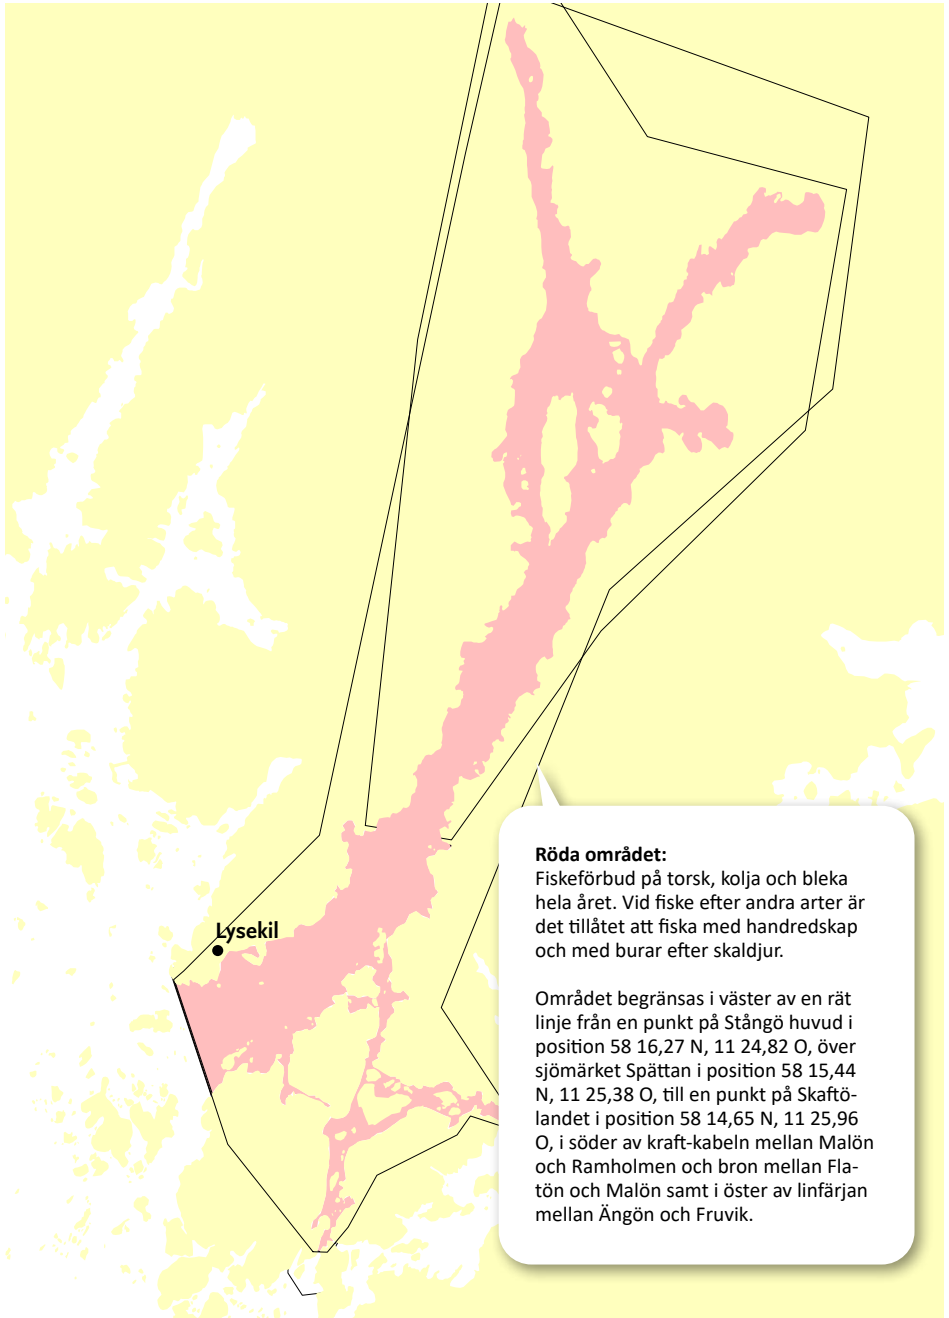 Röda området:
Fiskeförbud på torsk, kolja och bleka
hela året. Vid fiske efter andra arter är
det tillåtet att fiska med handredskap
och med burar efter skaldjur.
Lysekil
Området begränsas i väster av en rät
linje från en punkt på Stångö huvud i
position 58 16,27 N, 11 24,82 O, över
sjömärket Spättan i position 58 15,44
N, 11 25,38 O, till en punkt på Skaftö-
landet i position 58 14,65 N, 11 25,96
O, i söder av kraft-kabeln mellan Malön
och Ramholmen och bron mellan Fla-
tön och Malön samt i öster av linfärjan
mellan Ängön och Fruvik.